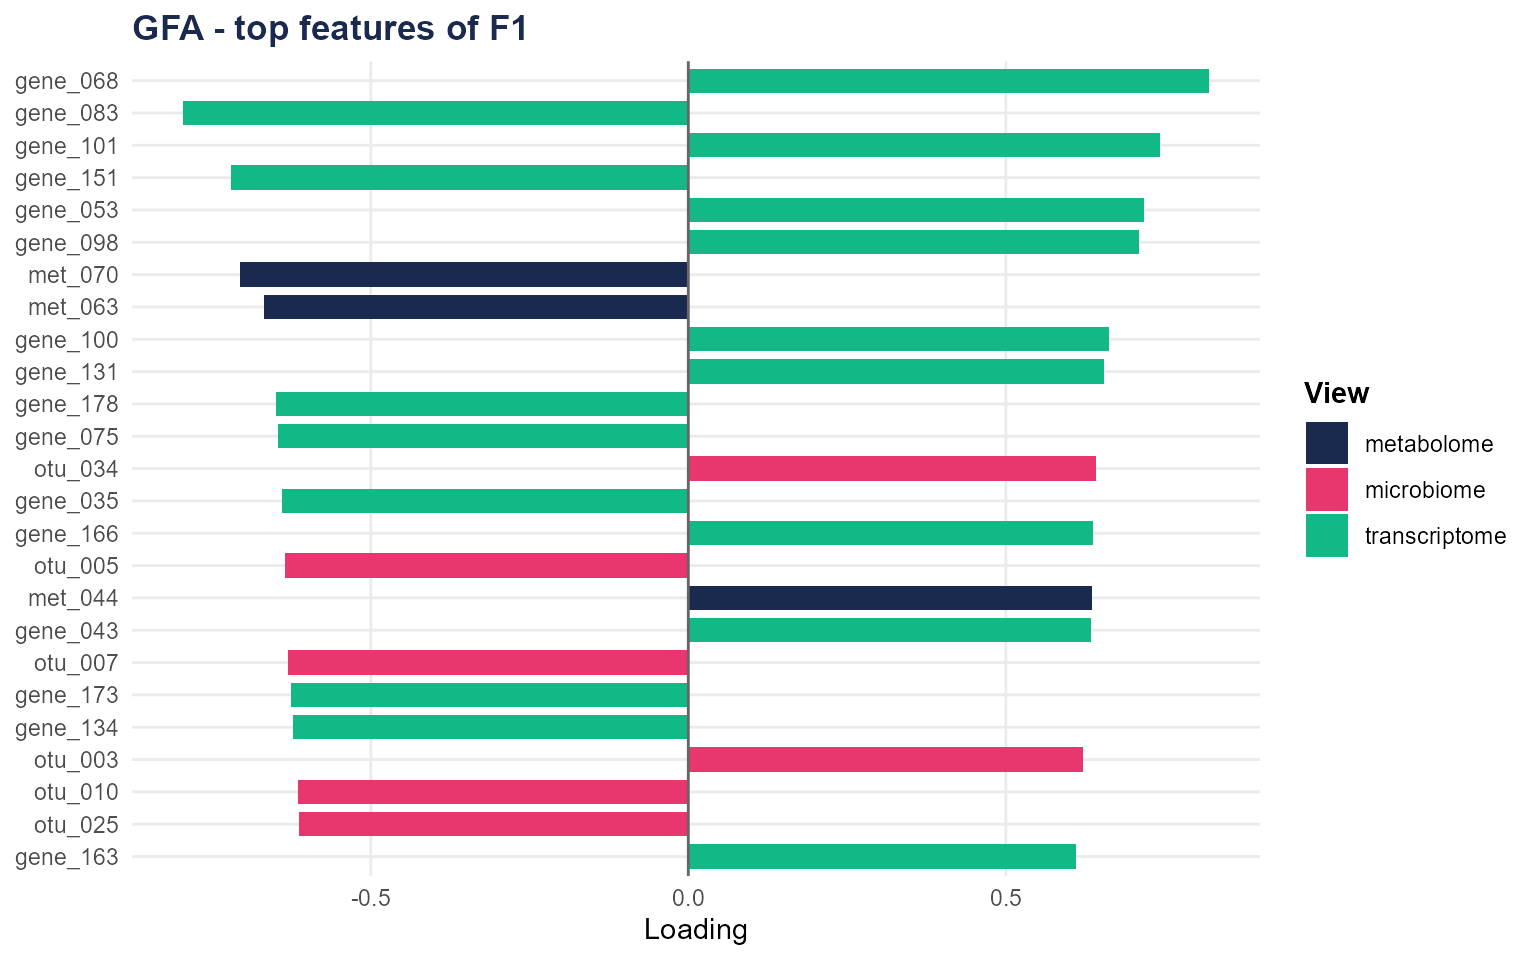 GFA - top features of F1
gene_068
gene_083
gene_101
gene_151
gene_053
gene_098
met_070
met_063
gene_100
gene_131
gene_178
gene_075
otu_034
gene_035
gene_166
otu_005
met_044
gene_043
otu_007
gene_173
gene_134
otu_003
otu_010
otu_025
gene_163
-0.5 0.0 0.5
Loading
View
metabolome
microbiome
transcriptome